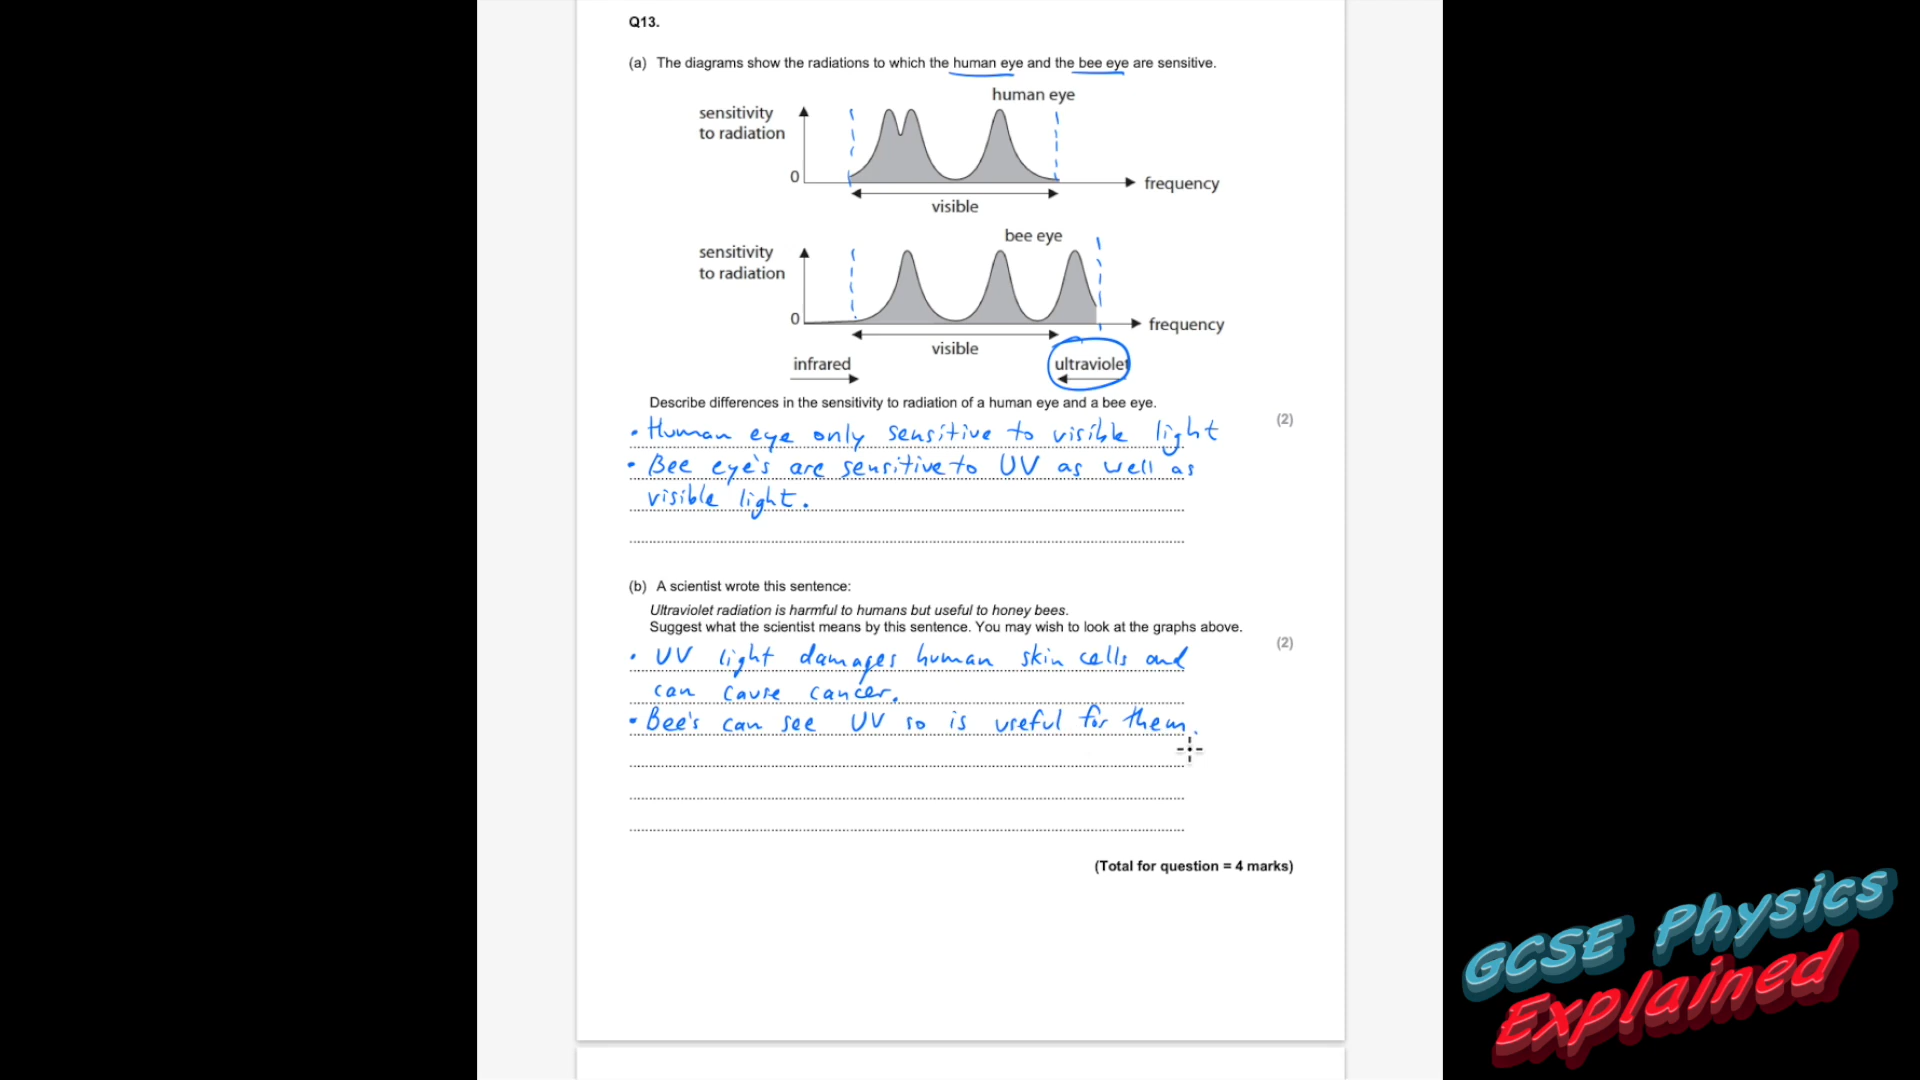 Q13.
(a) The diagrams show the radiations to which the human eye and the bee eye are sensitive.
human eye
sensitivity
to radiation
0
frequency
visible
bee eye
sensitivity
to radiation
0
frequency
visible
infrared
ultraviolet
Describe differences in the sensitivity to radiation of a human eye and a bee eye.
(2)
• Human eye only sensitive to visible light
• Bee eye's are sensitive to UV as well as
visible light.
(b) A scientist wrote this sentence:
Ultraviolet radiation is harmful to humans but useful to honey bees.
Suggest what the scientist means by this sentence. You may wish to look at the graphs above.
(2)
• UV light damages human skin cells and
can cause cancer.
• Bee's can see UV so is useful for them.
(Total for question = 4 marks)
GCSE Physics
Explained